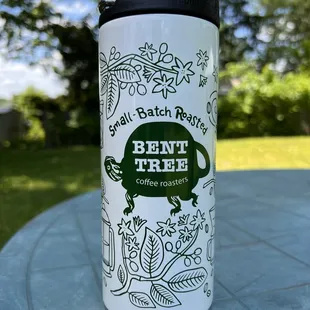 Small-Batch Roasted
BENT
TREE
coffee roasters